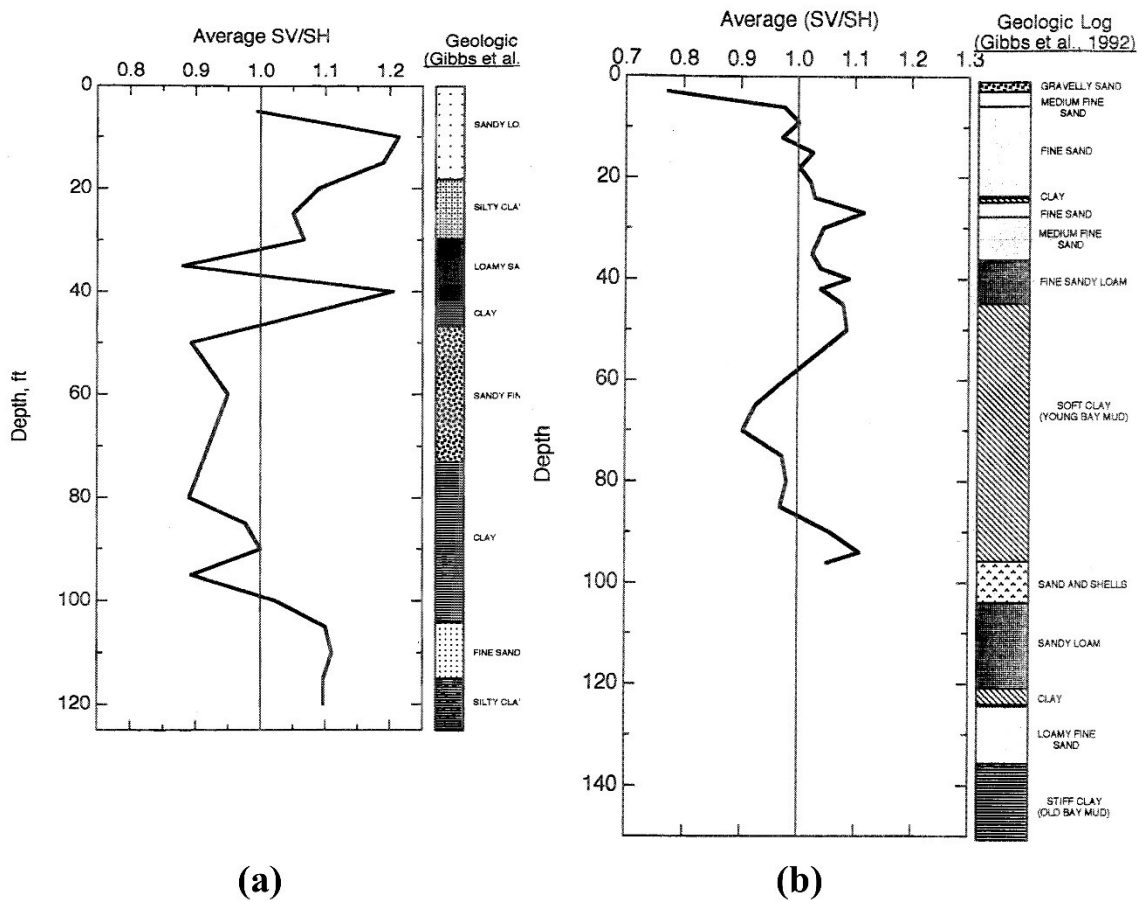 Average SV/SH
Geologic
(Gibbs et al.
0.8 0.9 1.0 1.1 1.2
0
20
40
60
80
100
120
Depth, ft
SANDY LO
SILTY CLA
LOAMY SA
CLAY
SANDY FIN
CLAY
FINE SAND
SILTY CLA
(a)
Average (SV/SH)
Geologic Log
(Gibbs et al., 1992)
0.7 0.8 0.9 1.0 1.1 1.2 1.3
0
20
40
60
80
100
120
140
Depth
GRAVELLY SAND
MEDIUM FINE
SAND
FINE SAND
CLAY
FINE SAND
MEDIUM FINE
SAND
FINE SANDY LOAM
SOFT CLAY
(YOUNG BAY MUD)
SAND AND SHELLS
SANDY LOAM
CLAY
LOAMY FINE
SAND
STIFF CLAY
(OLD BAY MUD)
(b)